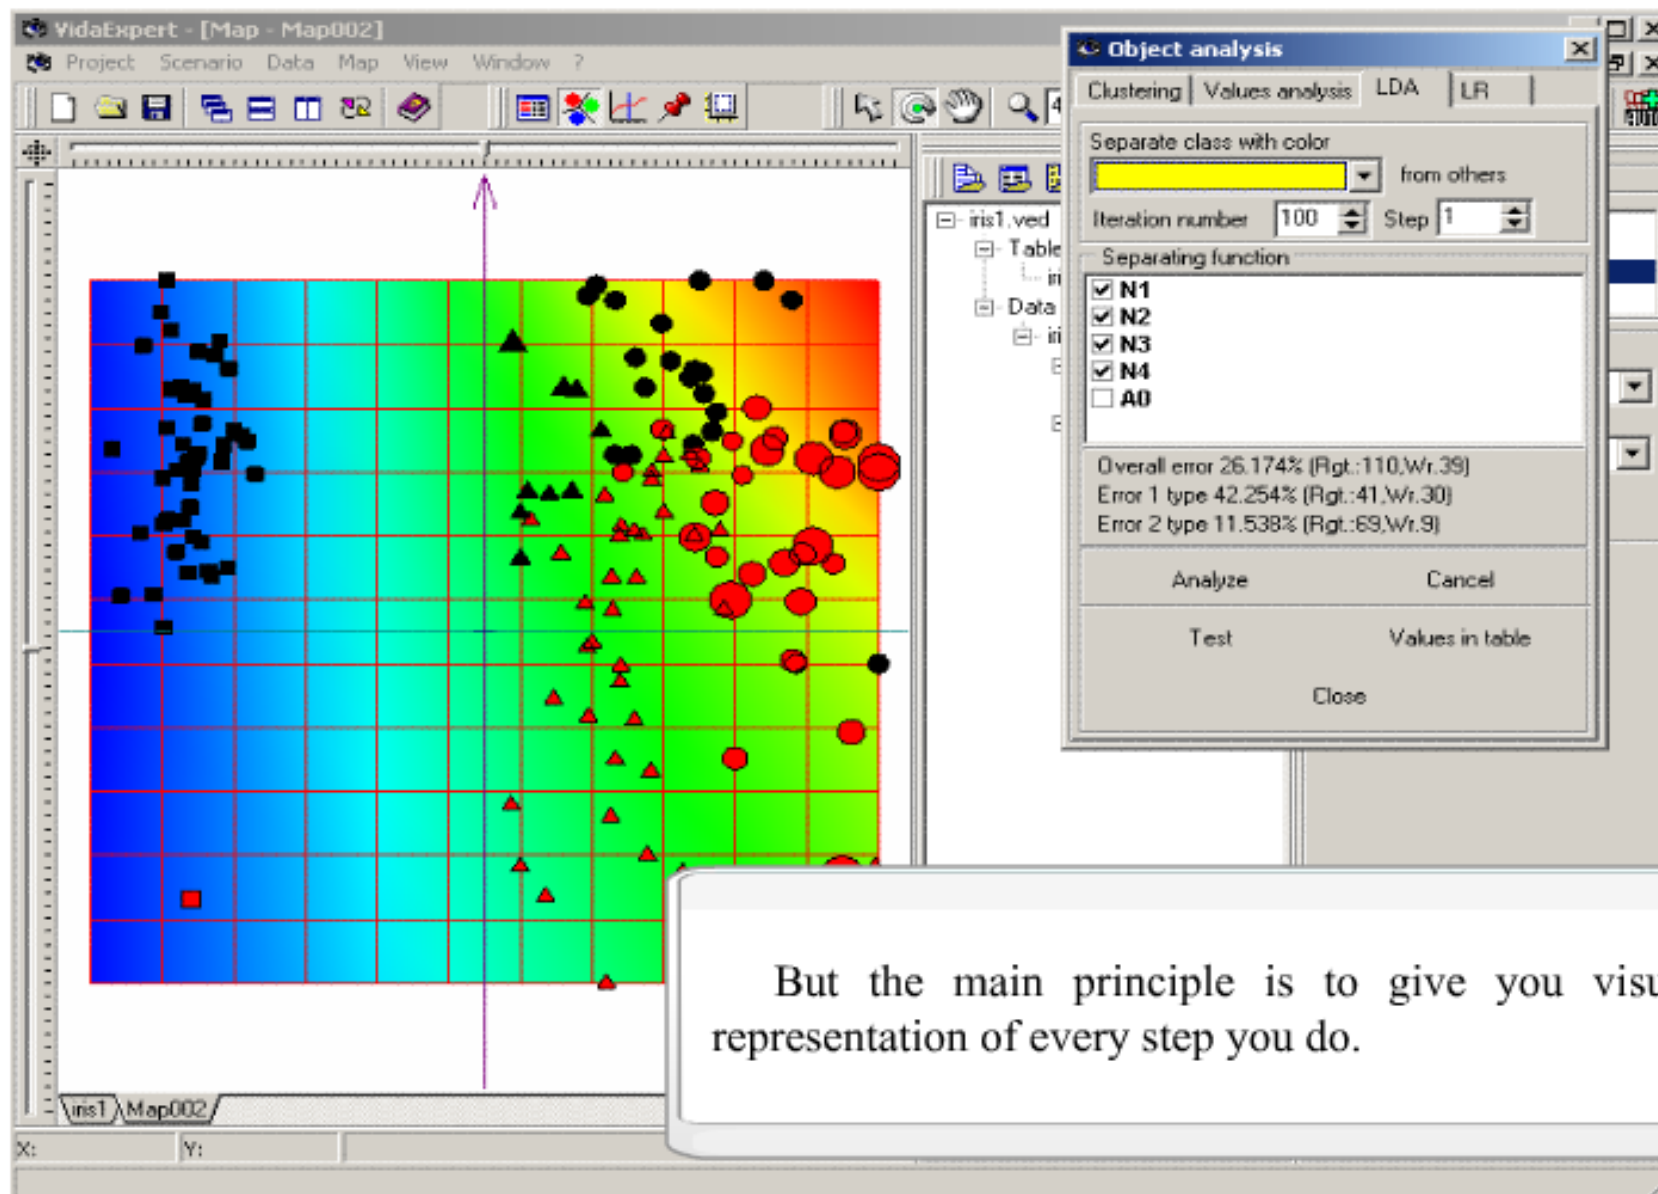 VidaExpert - [Map - Map002]
Project Scenario Data Map View Window ?
Object analysis
Clustering Values analysis LDA LR
Separate class with color
from others
Iteration number 100 Step 1
Separating function
N1
N2
N3
N4
A0
Overall error 26.174% (Rgt.:110,Wr.39)
Error 1 type 42.254% (Rgt.:41,Wr.30)
Error 2 type 11.538% (Rgt.:69,Wr.9)
Analyze Cancel
Test Values in table
Close
iris1.ved
Table
Data
But the main principle is to give you visu
representation of every step you do.
iris1 Map002
X: Y: